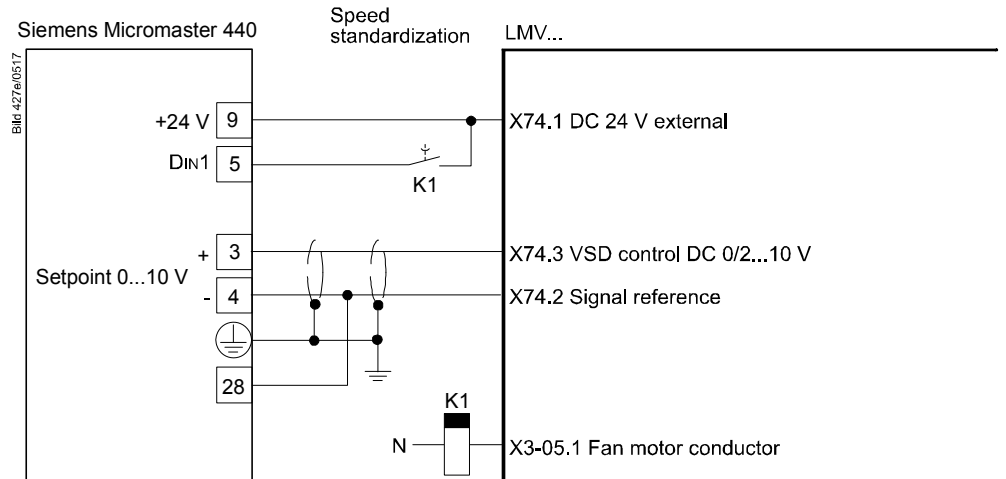 Siemens Micromaster 440
Speed
standardization
LMV...
Bild 427e/0517
+24 V 9
X74.1 DC 24 V external
DIN1 5
K1
+ 3
X74.3 VSD control DC 0/2...10 V
Setpoint 0...10 V
- 4
X74.2 Signal reference
28
K1
N
X3-05.1 Fan motor conductor